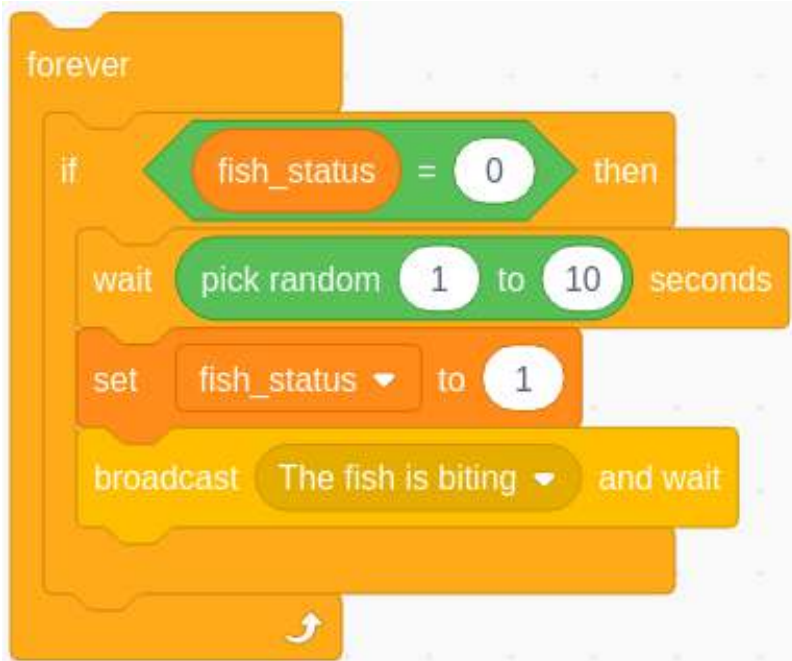 forever
if fish_status = 0 then
wait pick random 1 to 10 seconds
set fish_status to 1
broadcast The fish is biting and wait